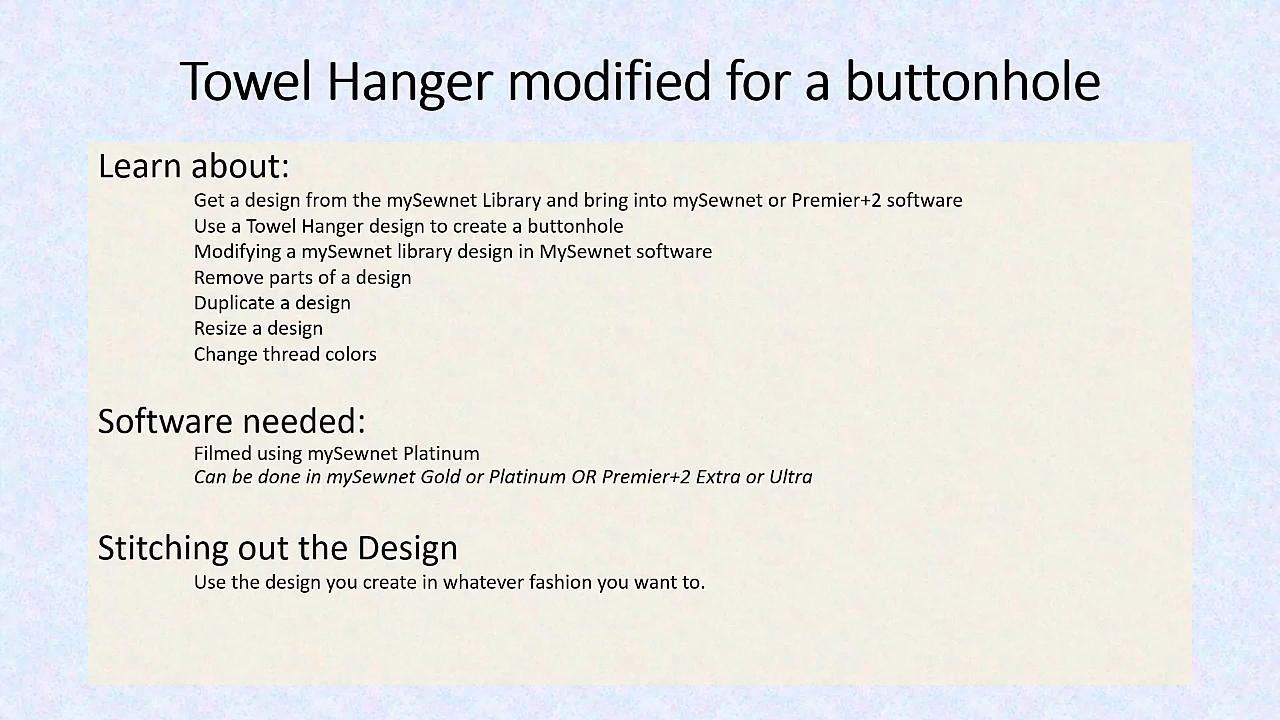 Towel Hanger modified for a buttonhole
Learn about:
Get a design from the mySewnet Library and bring into mySewnet or Premier+2 software
Use a Towel Hanger design to create a buttonhole
Modifying a mySewnet library design in MySewnet software
Remove parts of a design
Duplicate a design
Resize a design
Change thread colors
Software needed:
Filmed using mySewnet Platinum
Can be done in mySewnet Gold or Platinum OR Premier+2 Extra or Ultra
Stitching out the Design
Use the design you create in whatever fashion you want to.